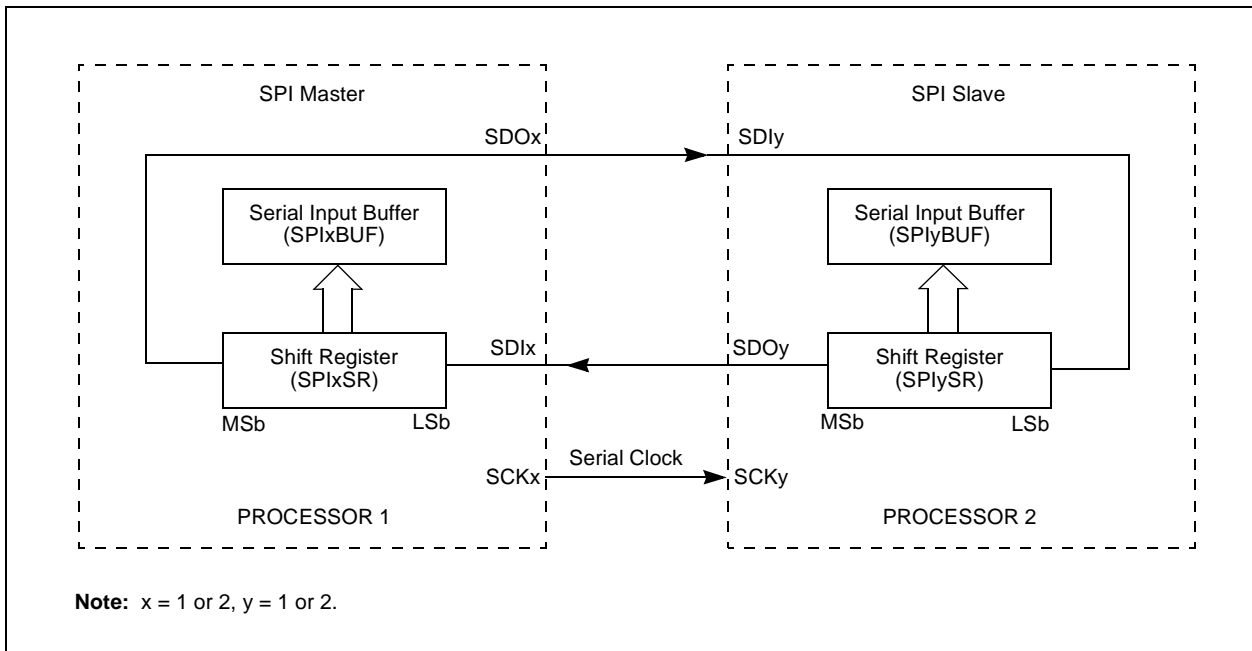 SPI Master
SPI Slave
SDOx
SDIy
Serial Input Buffer
(SPIxBUF)
Serial Input Buffer
(SPIyBUF)
SDIx
SDOy
Shift Register
(SPIxSR)
Shift Register
(SPIySR)
MSb
LSb
MSb
LSb
Serial Clock
SCKx
SCKy
PROCESSOR 1
PROCESSOR 2
Note: x = 1 or 2, y = 1 or 2.